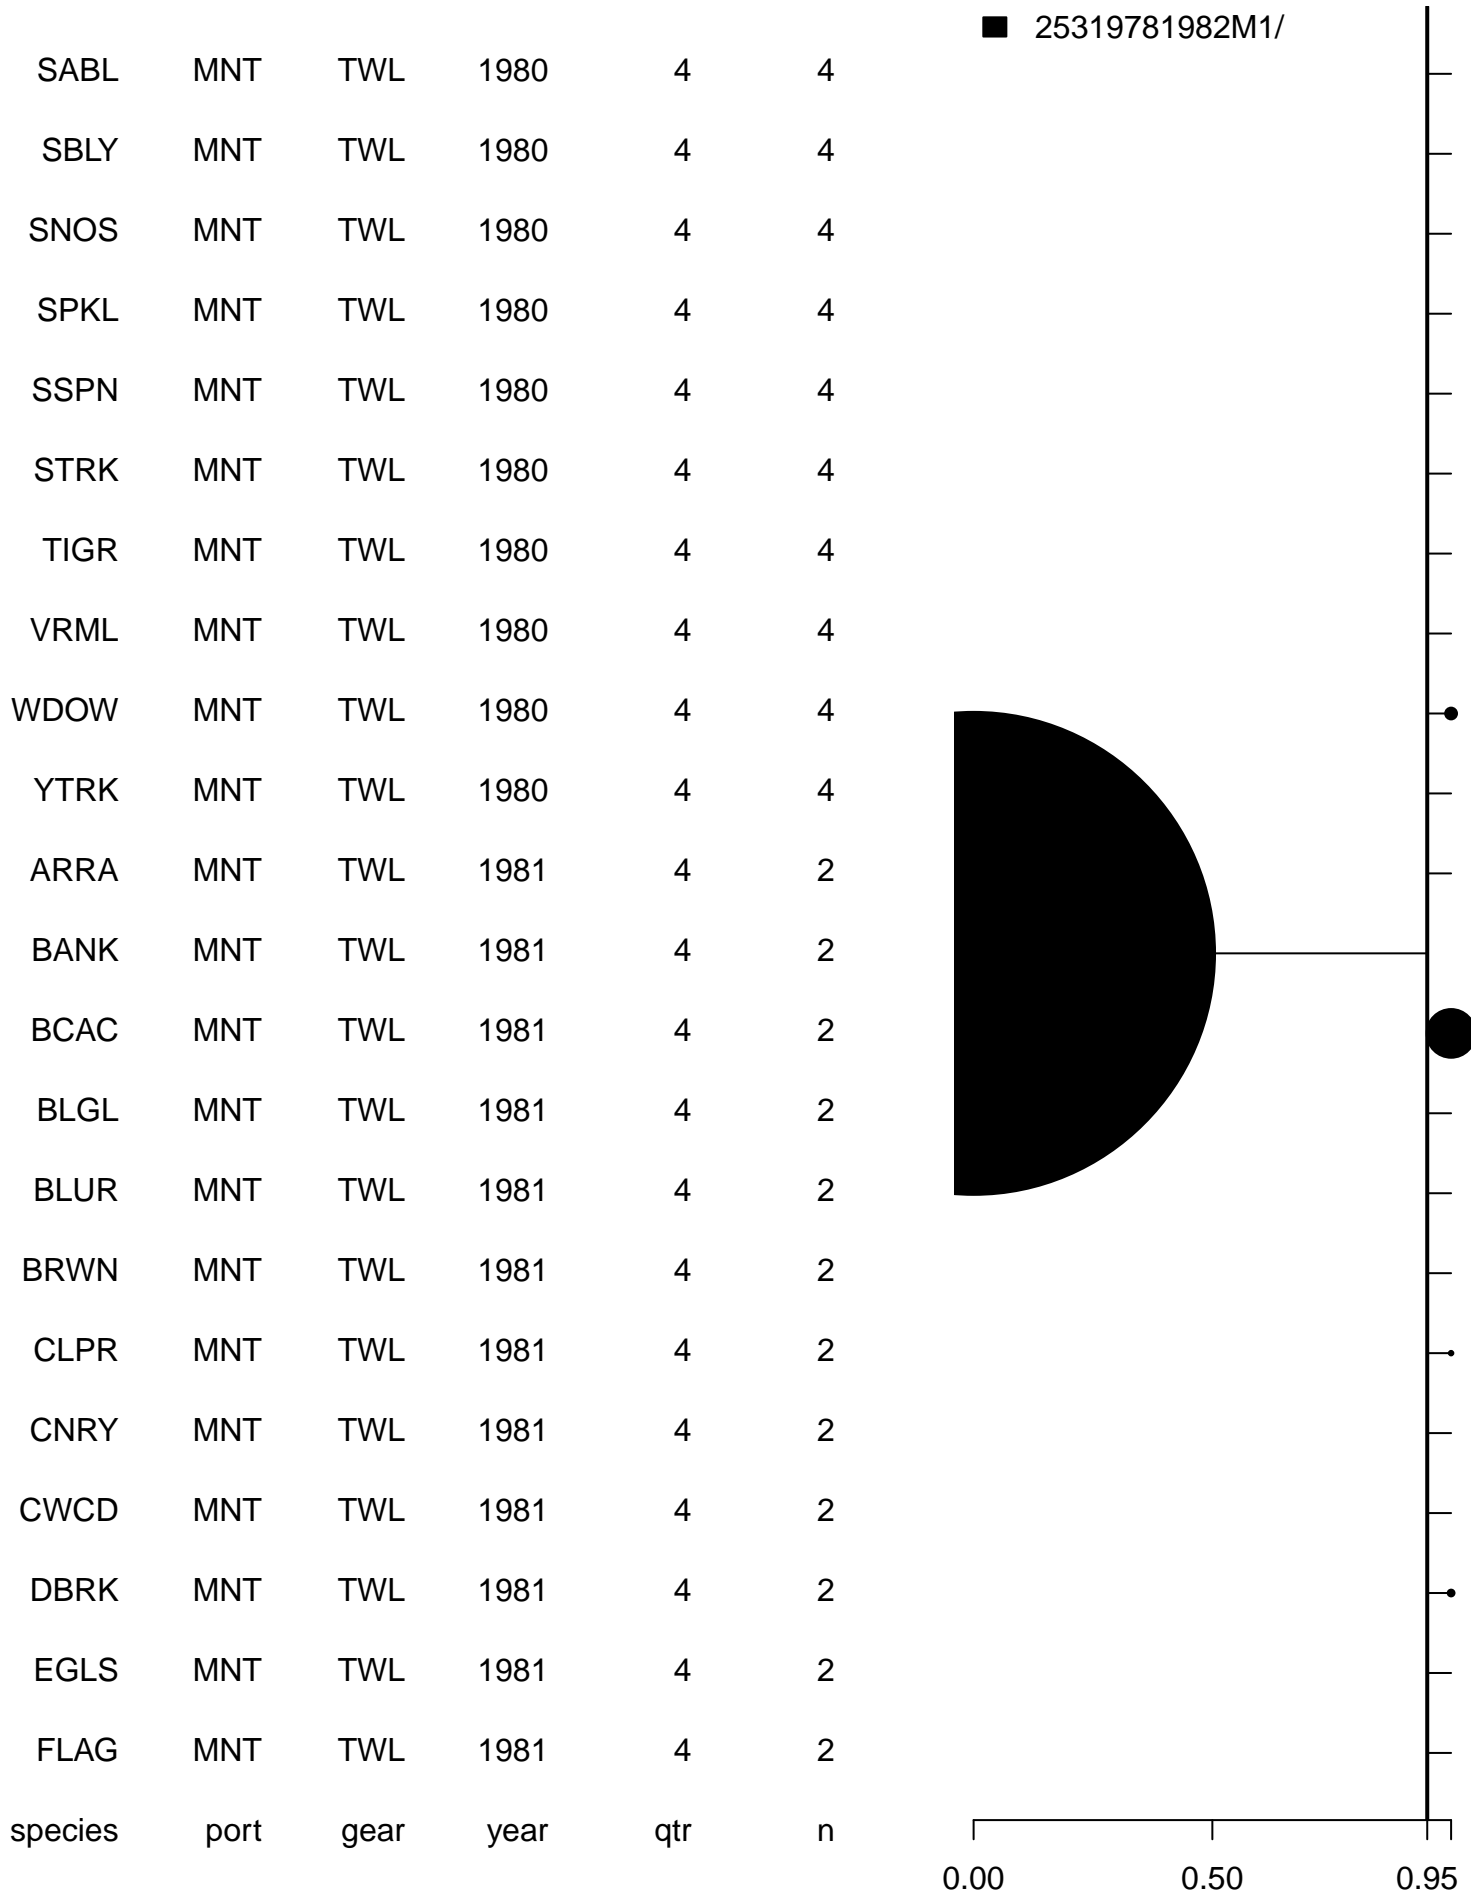 25319781982M1/
SABL MNT TWL 1980 4 4
SBLY MNT TWL 1980 4 4
SNOS MNT TWL 1980 4 4
SPKL MNT TWL 1980 4 4
SSPN MNT TWL 1980 4 4
STRK MNT TWL 1980 4 4
TIGR MNT TWL 1980 4 4
VRML MNT TWL 1980 4 4
WDOW MNT TWL 1980 4 4
YTRK MNT TWL 1980 4 4
ARRA MNT TWL 1981 4 2
BANK MNT TWL 1981 4 2
BCAC MNT TWL 1981 4 2
BLGL MNT TWL 1981 4 2
BLUR MNT TWL 1981 4 2
BRWN MNT TWL 1981 4 2
CLPR MNT TWL 1981 4 2
CNRY MNT TWL 1981 4 2
CWCD MNT TWL 1981 4 2
DBRK MNT TWL 1981 4 2
EGLS MNT TWL 1981 4 2
FLAG MNT TWL 1981 4 2
species port gear year qtr n
0.00 0.50 0.95